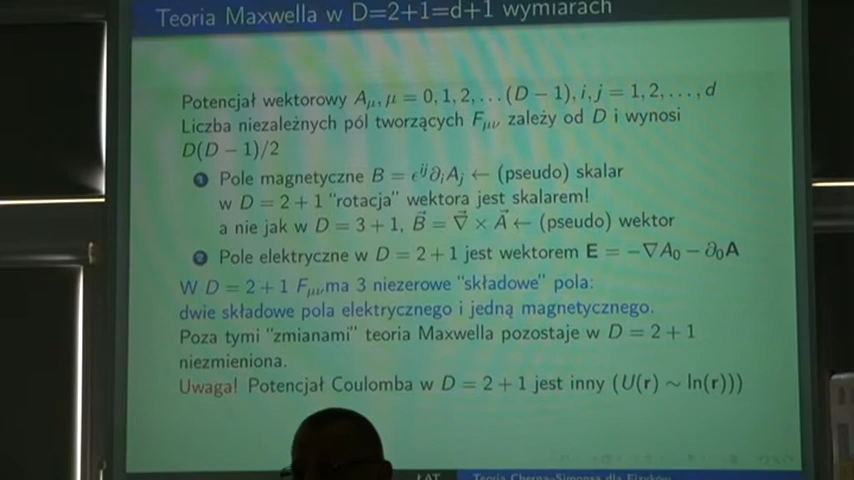 Teoria Maxwella w D=2+1=d+1 wymiarach
Potencjał wektorowy A_μ, μ = 0, 1, 2, . . . (D − 1), i, j = 1, 2, . . . , d
Liczba niezależnych pól tworzących F_μν zależy od D i wynosi
D(D − 1)/2
1 Pole magnetyczne B = ϵ^{ij}∂_iA_j ← (pseudo) skalar
w D = 2 + 1 "rotacja" wektora jest skalarem!
a nie jak w D = 3 + 1, B⃗ = ∇⃗ × A⃗ ← (pseudo) wektor
2 Pole elektryczne w D = 2 + 1 jest wektorem E = −∇A_0 − ∂_0A
W D = 2 + 1 F_μν ma 3 niezerowe "składowe" pola:
dwie składowe pola elektrycznego i jedną magnetycznego.
Poza tymi "zmianami" teoria Maxwella pozostaje w D = 2 + 1
niezmieniona.
Uwaga! Potencjał Coulomba w D = 2 + 1 jest inny (U(r) ∼ ln(r)))
ŁAT Teoria Cherna-Simonsa dla Fizyków